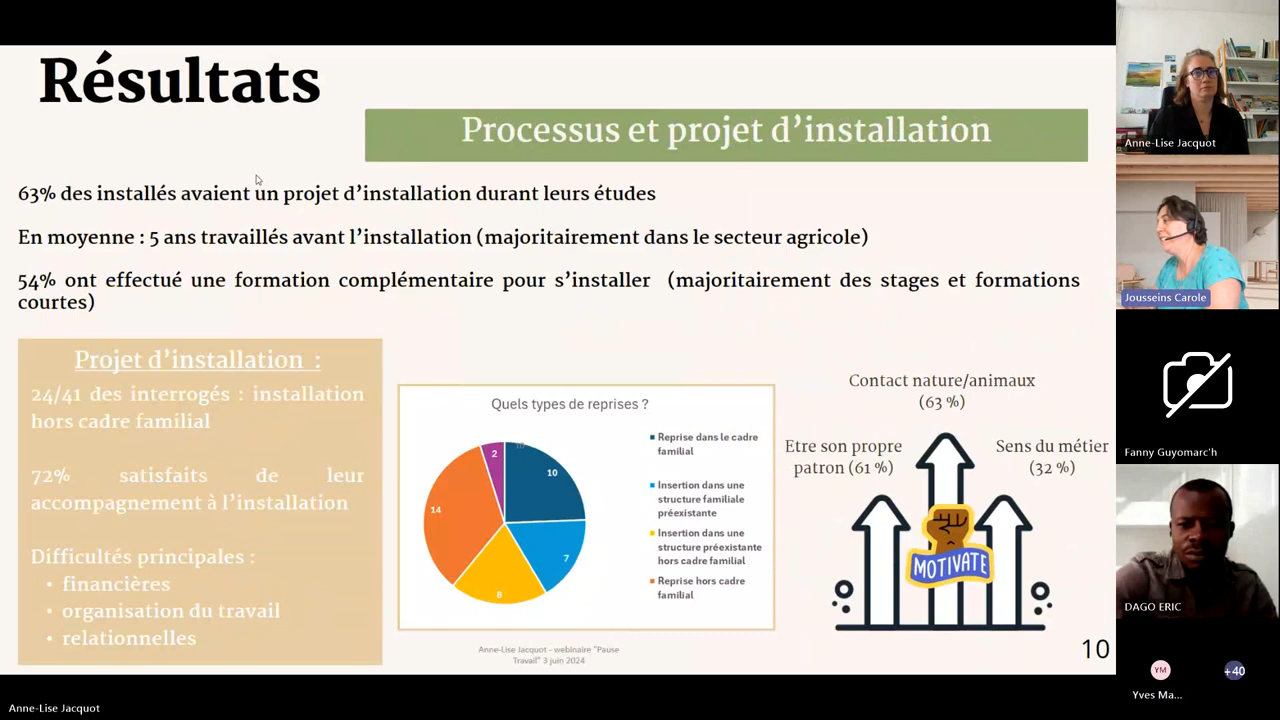 Résultats
Processus et projet d’installation
63% des installés avaient un projet d’installation durant leurs études
En moyenne : 5 ans travaillés avant l’installation (majoritairement dans le secteur agricole)
54% ont effectué une formation complémentaire pour s’installer (majoritairement des stages et formations
courtes)
Projet d’installation :
24/41 des interrogés : installation
hors cadre familial
72% satisfaits de leur
accompagnement à l’installation
Difficultés principales :
• financières
• organisation du travail
• relationnelles
Quels types de reprises ?
2
10
14
7
8
Reprise dans le cadre
familial
Insertion dans une
structure familiale
préexistante
Insertion dans une
structure préexistante
hors cadre familial
Reprise hors cadre
familial
Contact nature/animaux
(63 %)
Etre son propre
patron (61 %)
Sens du métier
(32 %)
MOTIVATE
Anne-Lise Jacquot - webinaire "Pause
Travail" 3 juin 2024
10
Anne-Lise Jacquot
Jousseins Carole
Fanny Guyomarc'h
DAGO ERIC
YM
+40
Yves Ma...
Anne-Lise Jacquot